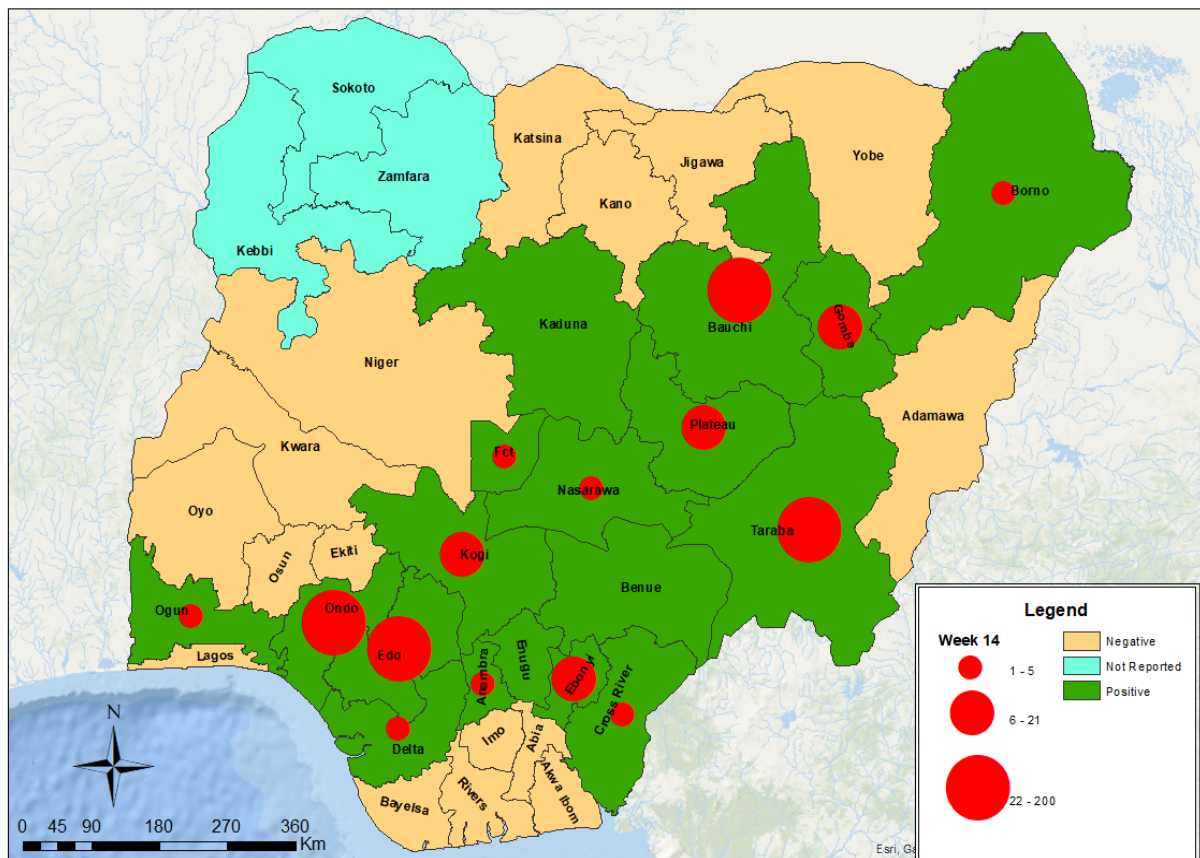 Sokoto
Katsina
Jigawa
Yobe
Zamfara
Kano
Borno
Kebbi
Kaduna
Bauchi
Gombe
Niger
Adamawa
Plateau
Kwara
Fct
Nasarawa
Oyo
Taraba
Osun
Ekiti
Kogi
Benue
Ogun
Ondo
Lagos
Edo
Anambra
Enugu
Ebonyi
Cross River
Delta
Imo
Abia
Akwa Ibom
Bayelsa
Rivers
N
0 45 90 180 270 360
Km
Legend
Week 14
1 - 5
6 - 21
22 - 200
Negative
Not Reported
Positive
Esri,